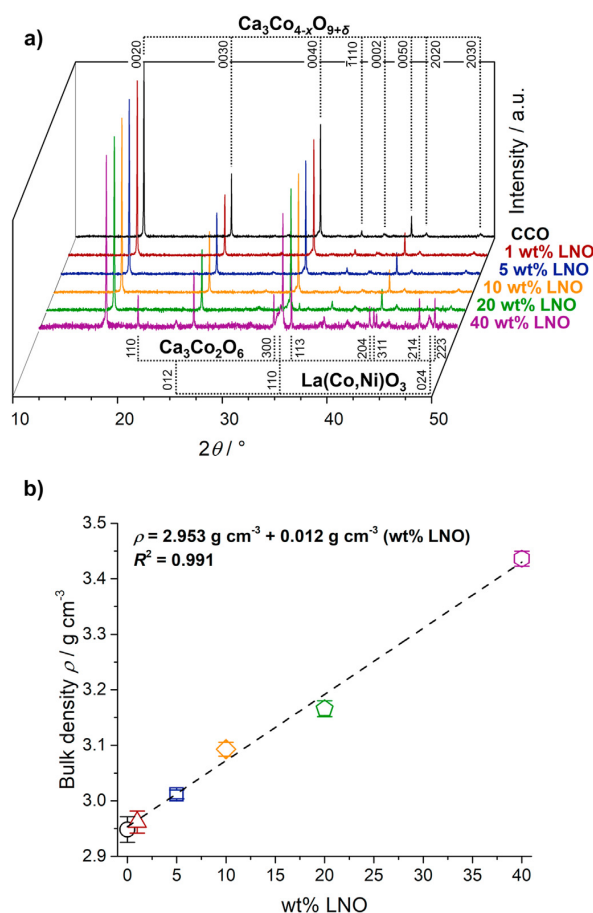 a)
Ca3Co4-xO9+δ
0020
0030
0040
1̄110
0002
0050
2020
2030
Intensity / a.u.
CCO
1 wt% LNO
5 wt% LNO
10 wt% LNO
20 wt% LNO
40 wt% LNO
110
Ca3Co2O6
300
113
204
311
214
223
012
110
La(Co,Ni)O3
024
10
20
30
40
50
2θ / °
b)
ρ = 2.953 g cm⁻³ + 0.012 g cm⁻³ (wt% LNO)
R² = 0.991
3.5
3.4
3.3
3.2
3.1
3.0
2.9
Bulk density ρ / g cm⁻³
0
5
10
15
20
25
30
35
40
wt% LNO